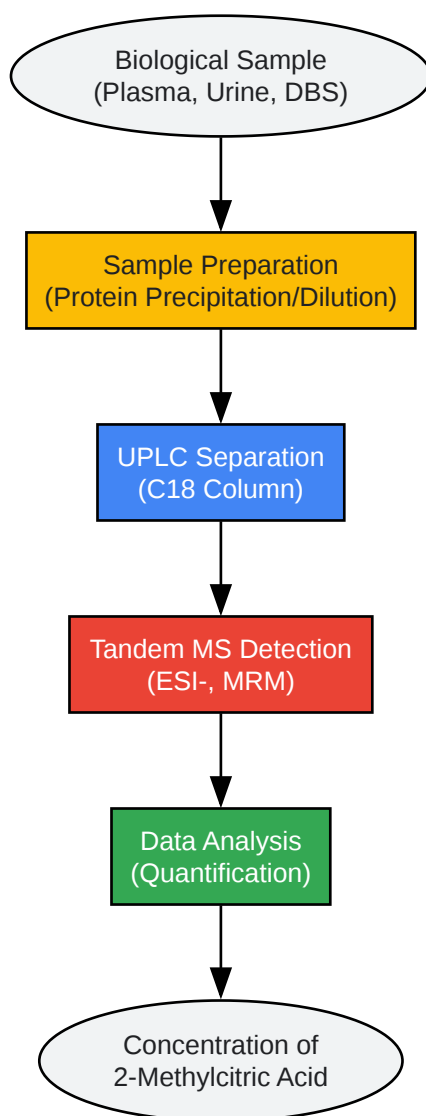 Biological Sample
(Plasma, Urine, DBS)
Sample Preparation
(Protein Precipitation/Dilution)
UPLC Separation
(C18 Column)
Tandem MS Detection
(ESI-, MRM)
Data Analysis
(Quantification)
Concentration of
2-Methylcitric Acid